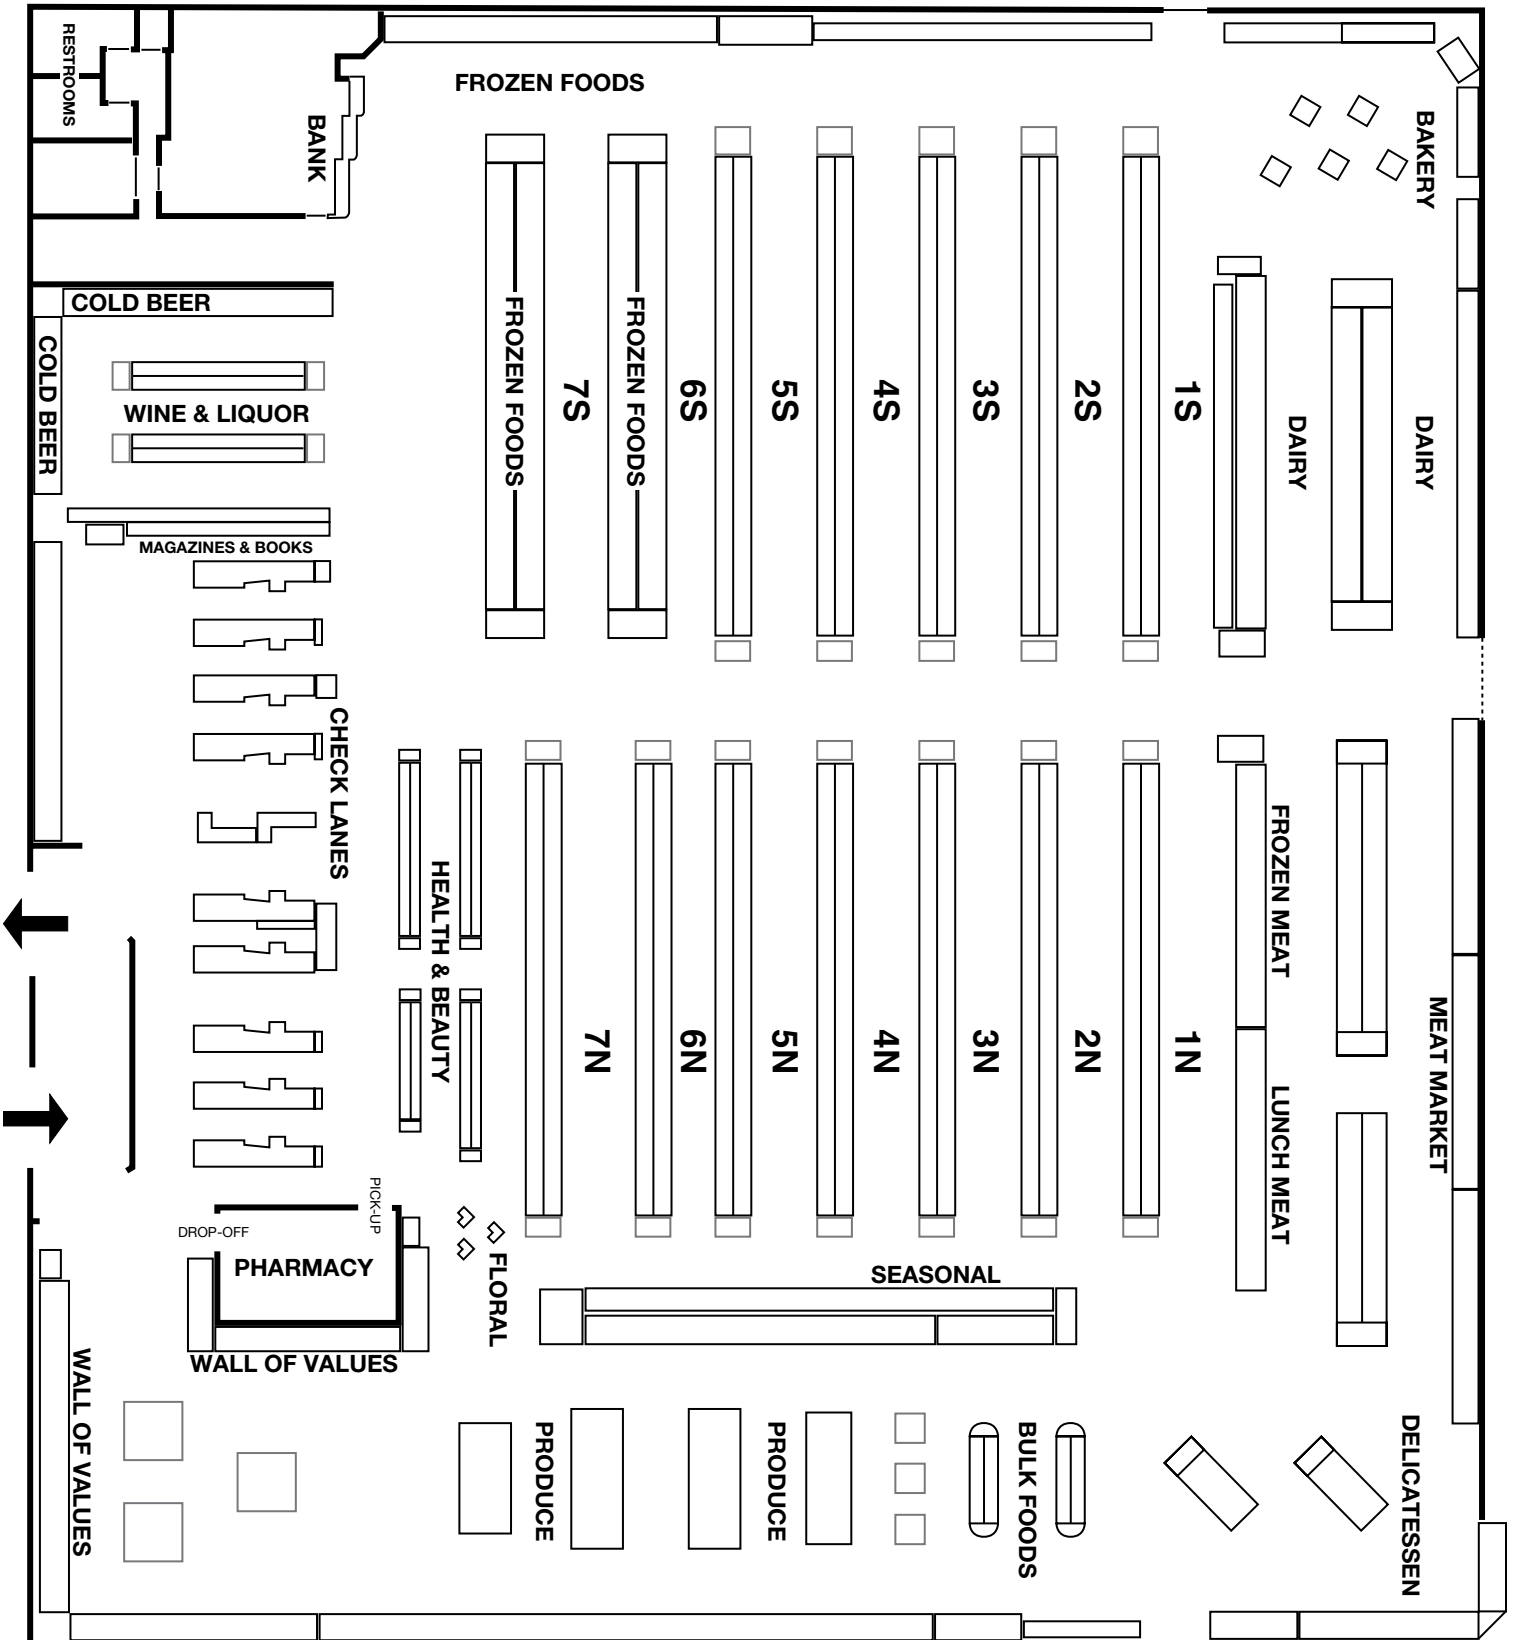 RESTROOMS
BANK
FROZEN FOODS
BAKERY
COLD BEER
COLD BEER
WINE & LIQUOR
MAGAZINES & BOOKS
FROZEN FOODS
7S
FROZEN FOODS
6S
5S
4S
3S
2S
1S
DAIRY
DAIRY
CHECK LANES
HEALTH & BEAUTY
7N
6N
5N
4N
3N
2N
1N
FROZEN MEAT
LUNCH MEAT
MEAT MARKET
PICK-UP
DROP-OFF
PHARMACY
WALL OF VALUES
WALL OF VALUES
FLORAL
SEASONAL
PRODUCE
PRODUCE
BULK FOODS
DELICATESSEN